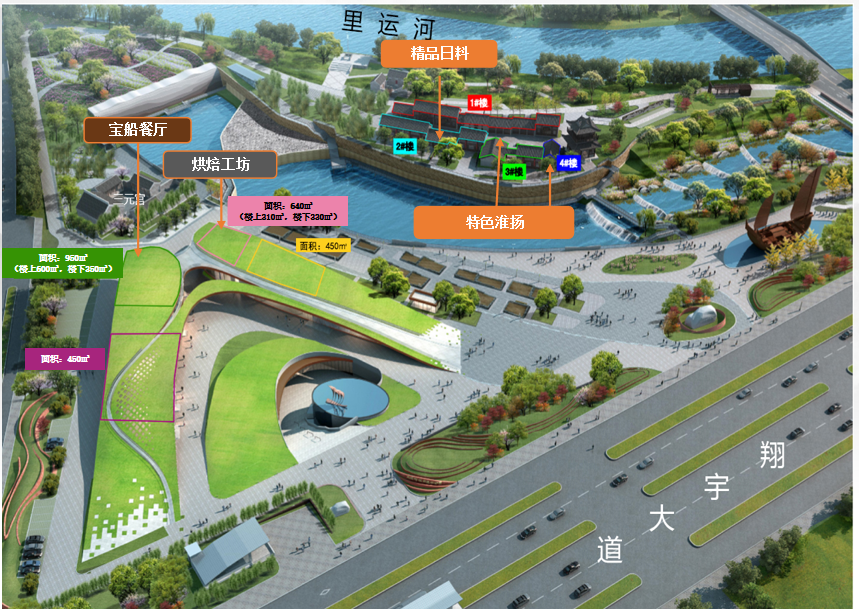 里运河
精品日料
1#楼
宝船餐厅
2#楼
烘焙工坊
4#楼
3#楼
三元宫
面积：640㎡
（楼上310㎡，楼下330㎡）
特色淮扬
面积：450㎡
面积：950㎡
（楼上600㎡，楼下350㎡）
面积：450㎡
翔
宇
大
道